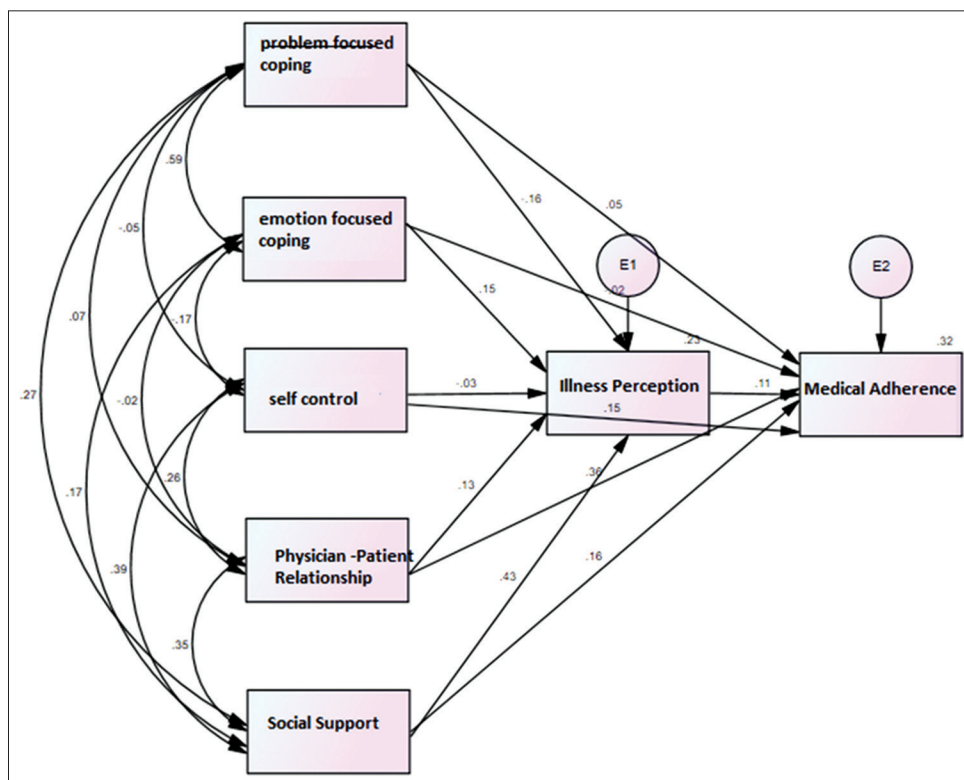 problem focused
coping
.59
-.16
.05
emotion focused
coping
E1
E2
-.05
.15
.02
.07
-.17
.23
.32
Illness Perception
.11
Medical Adherence
self control
-.03
.15
.27
-.02
.36
.17
.26
.13
Physician -Patient
Relationship
.39
.43
.16
.35
Social Support